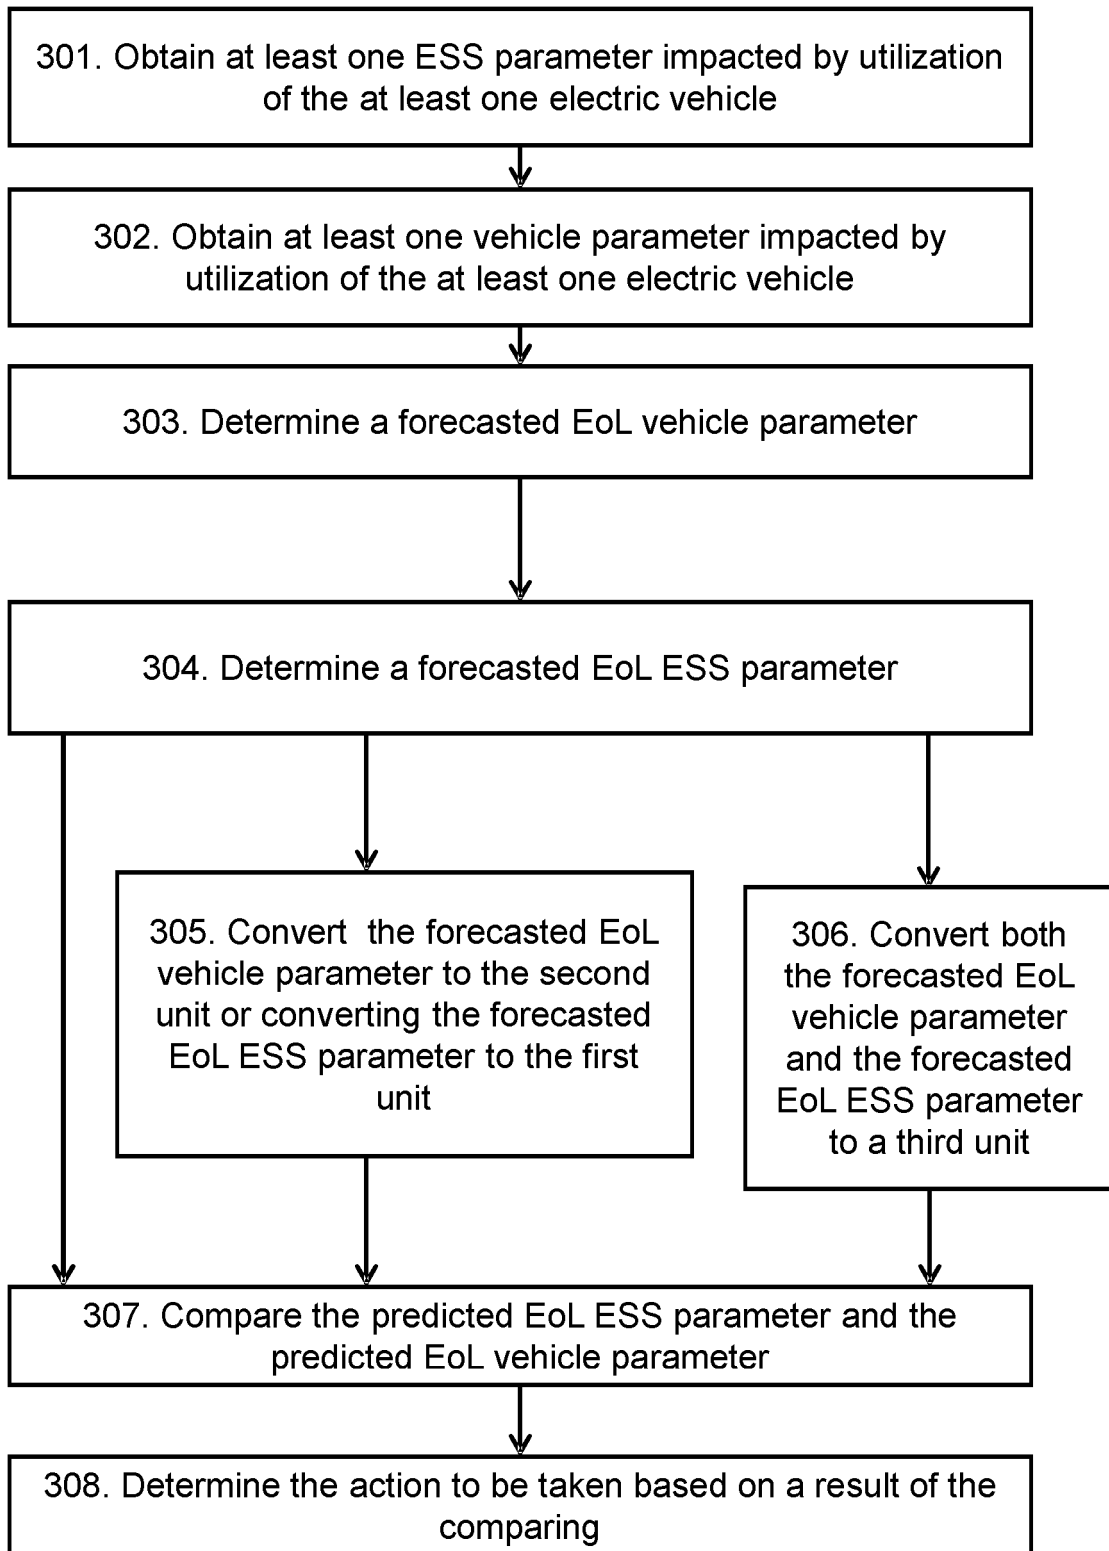 301. Obtain at least one ESS parameter impacted by utilization
of the at least one electric vehicle
302. Obtain at least one vehicle parameter impacted by
utilization of the at least one electric vehicle
303. Determine a forecasted EoL vehicle parameter
304. Determine a forecasted EoL ESS parameter
305. Convert the forecasted EoL
vehicle parameter to the second
unit or converting the forecasted
EoL ESS parameter to the first
unit
306. Convert both
the forecasted EoL
vehicle parameter
and the forecasted
EoL ESS parameter
to a third unit
307. Compare the predicted EoL ESS parameter and the
predicted EoL vehicle parameter
308. Determine the action to be taken based on a result of the
comparing